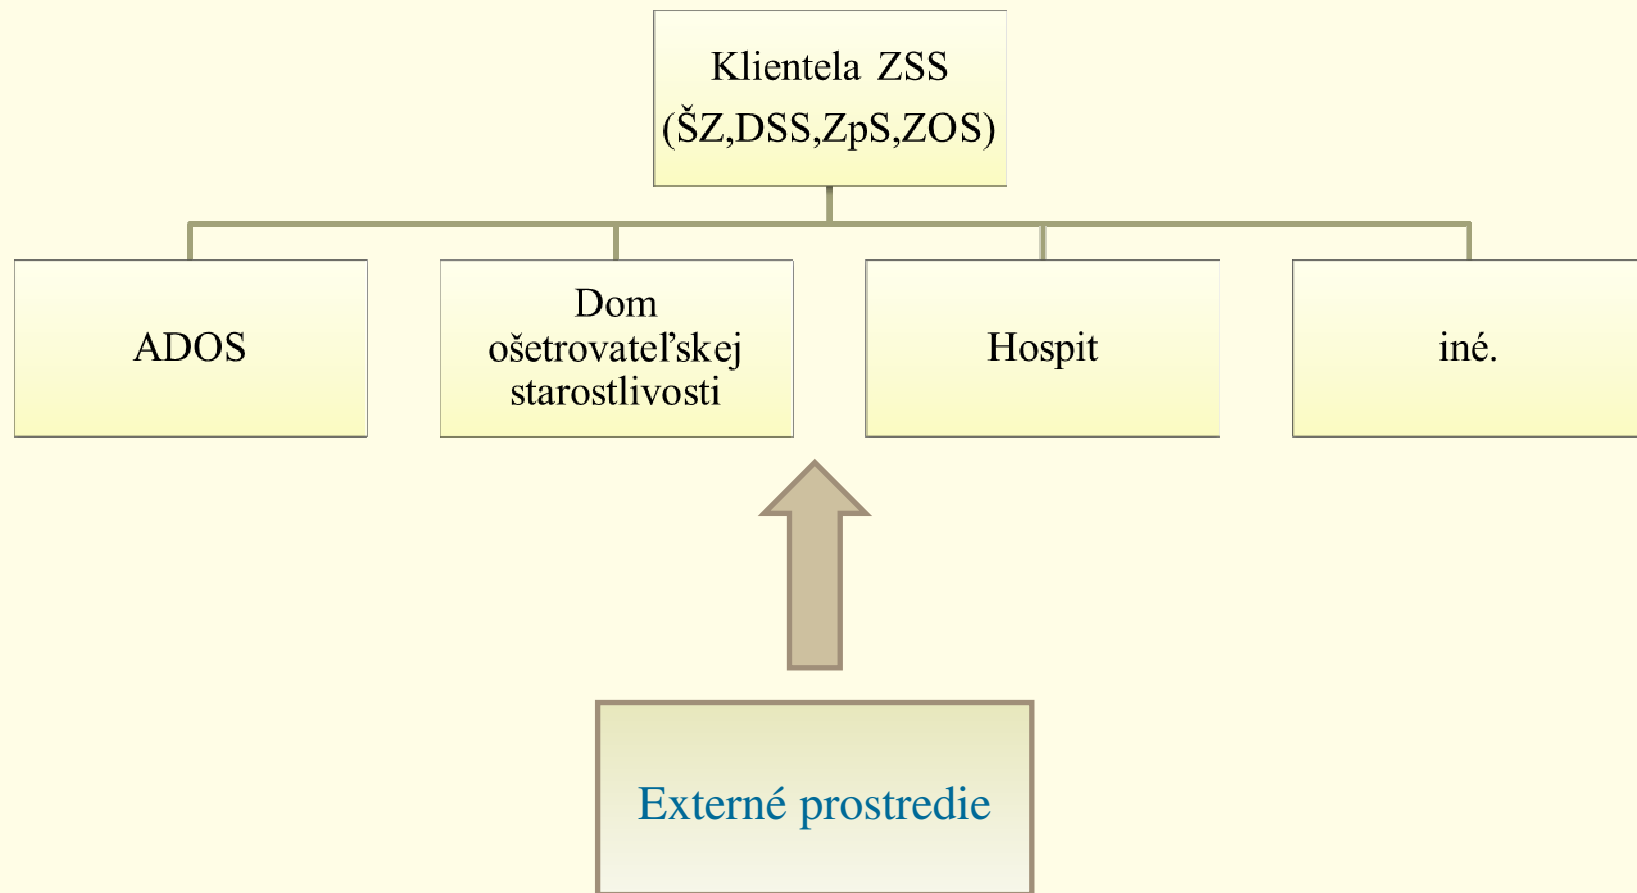 Klientela ZSS
(ŠZ,DSS,ZpS,ZOS)
ADOS
Dom
ošetrovateľskej
starostlivosti
Hospit
iné.
Externé prostredie